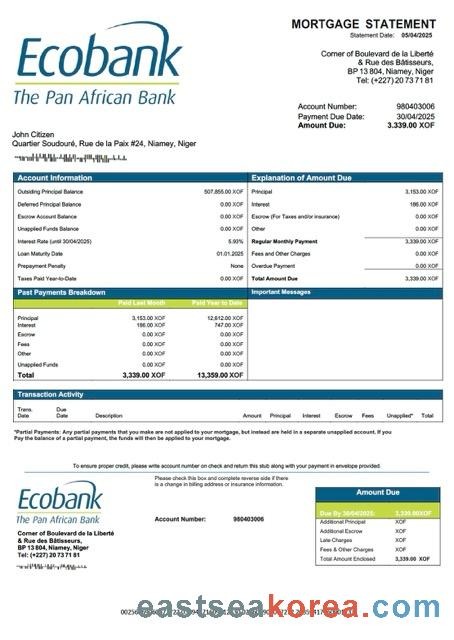 MORTGAGE STATEMENT
Statement Date: 05/04/2025
Ecobank
The Pan African Bank
Corner of Boulevard de la Liberté
& Rue des Bâtisseurs,
BP 13 804, Niamey, Niger
Tel: (+227) 20 73 71 81
Account Number: 980403006
Payment Due Date: 30/04/2025
Amount Due: 3.339.00 XOF
John Citizen
Quartier Soudouré, Rue de la Paix #24, Niamey, Niger
Account Information
Outsiding Principal Balance 507,855.00 XOF
Deferred Principal Balance 0.00 XOF
Escrow Account Balance 0.00 XOF
Unapplied Funds Balance 0.00 XOF
Interest Rate (until 30/04/2025) 5.93%
Loan Maturity Date 01.01.2025
Prepayment Penalty None
Taxes Paid Year-to-Date 0.00 XOF
Explanation of Amount Due
Principal 3,153.00 XOF
Interest 186.00 XOF
Escrow (For Taxes and/or insurance) 0.00 XOF
Other 0.00 XOF
Regular Monthly Payment 3,339.00 XOF
Fees and Other Charges 0.00 XOF
Overdue Payment 0.00 XOF
Total Amount Due 3,339.00 XOF
Past Payments Breakdown
Paid Last Month Paid Year to Date
Principal 3,153.00 XOF 12,612.00 XOF
Interest 186.00 XOF 747.00 XOF
Escrow 0.00 XOF 0.00 XOF
Fees 0.00 XOF 0.00 XOF
Other 0.00 XOF 0.00 XOF
Unapplied Funds 0.00 XOF 0.00 XOF
Total 3,339.00 XOF 13,359.00 XOF
Important Messages
Transaction Activity
Trans. Date Due Date Description Amount Principal Interest Escrow Fees Unapplied* Total
*Partial Payments: Any partial payments that you make are not applied to your mortgage, but instead are held in a separate unapplied account. If you
Pay the balance of a partial payment, the funds will then be applied to your mortgage.
To ensure proper credit, please write account number on check and return this stub along with your payment in envelope provided.
Ecobank
The Pan African Bank
Corner of Boulevard de la Liberté
& Rue des Bâtisseurs,
BP 13 804, Niamey, Niger
Tel: (+227) 20 73 71 81
Please check this box and complete reverse side if there
is a change in billing address or insurance information.
Account Number: 980403006
Amount Due
Due By 30/04/2025: 3,339.00XOF
Additional Principal XOF
Additional Escrow XOF
Late Charges XOF
Fees & Other Charges XOF
Total Amount Enclosed 3,339.00 XOF
eastseakorea.com